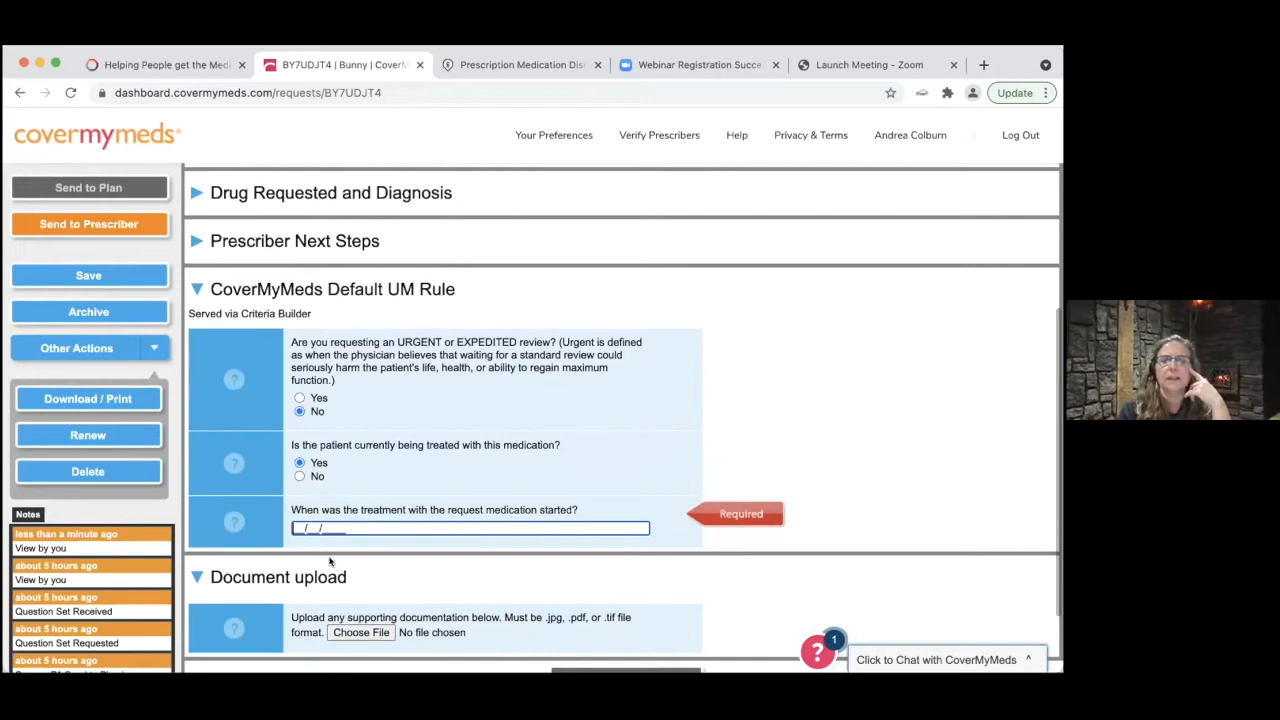 Helping People get the Medi
BY7UDJT4 | Bunny | CoverM
Prescription Medication Dis
Webinar Registration Succe
Launch Meeting - Zoom
dashboard.covermymeds.com/requests/BY7UDJT4
Update
covermymeds
Your Preferences
Verify Prescribers
Help
Privacy & Terms
Andrea Colburn
Log Out
Send to Plan
Send to Prescriber
Save
Archive
Other Actions
Download / Print
Renew
Delete
Notes
less than a minute ago
View by you
about 5 hours ago
View by you
about 5 hours ago
Question Set Received
about 5 hours ago
Question Set Requested
about 5 hours ago
Drug Requested and Diagnosis
Prescriber Next Steps
CoverMyMeds Default UM Rule
Served via Criteria Builder
Are you requesting an URGENT or EXPEDITED review? (Urgent is defined
as when the physician believes that waiting for a standard review could
seriously harm the patient's life, health, or ability to regain maximum
function.)
Yes
No
Is the patient currently being treated with this medication?
Yes
No
When was the treatment with the request medication started?
__/__/____
Required
Document upload
Upload any supporting documentation below. Must be .jpg, .pdf, or .tif file
format. Choose File No file chosen
? 1
Click to Chat with CoverMyMeds ^